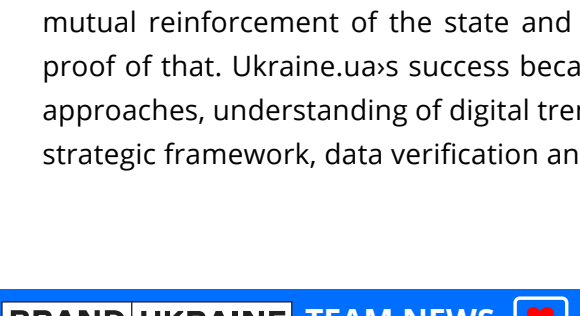 mutual reinforcement of the state and
proof of that. Ukraine.ua›s success beca
approaches, understanding of digital tren
strategic framework, data verification an
BRAND UKRAINE TEAM NEWS